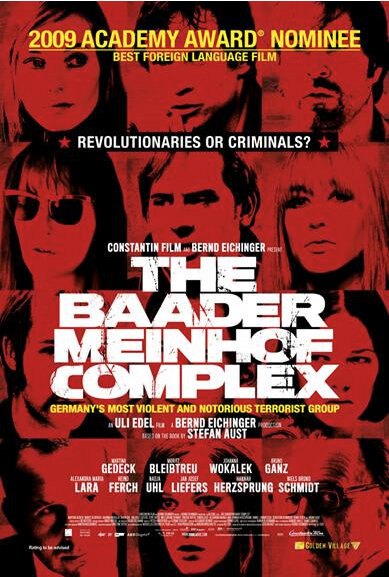 2009 ACADEMY AWARD® NOMINEE
BEST FOREIGN LANGUAGE FILM
★ REVOLUTIONARIES OR CRIMINALS? ★
CONSTANTIN FILM AND BERND EICHINGER PRESENT
THE
BAADER
MEINHOF
COMPLEX
GERMANY'S MOST VIOLENT AND NOTORIOUS TERRORIST GROUP
AN ULI EDEL FILM A BERND EICHINGER PRODUCTION
BASED ON THE BOOK BY STEFAN AUST
MARTINA GEDECK MORITZ BLEIBTREU JOHANNA WOKALEK BRUNO GANZ
ALEXANDRA MARIA LARA HEINO FERCH NADJA UHL JAN JOSEF LIEFERS HANNAH HERZSPRUNG NIELS BRUNO SCHMIDT
Rating to be advised
Constantin Film
GOLDEN VILLAGE